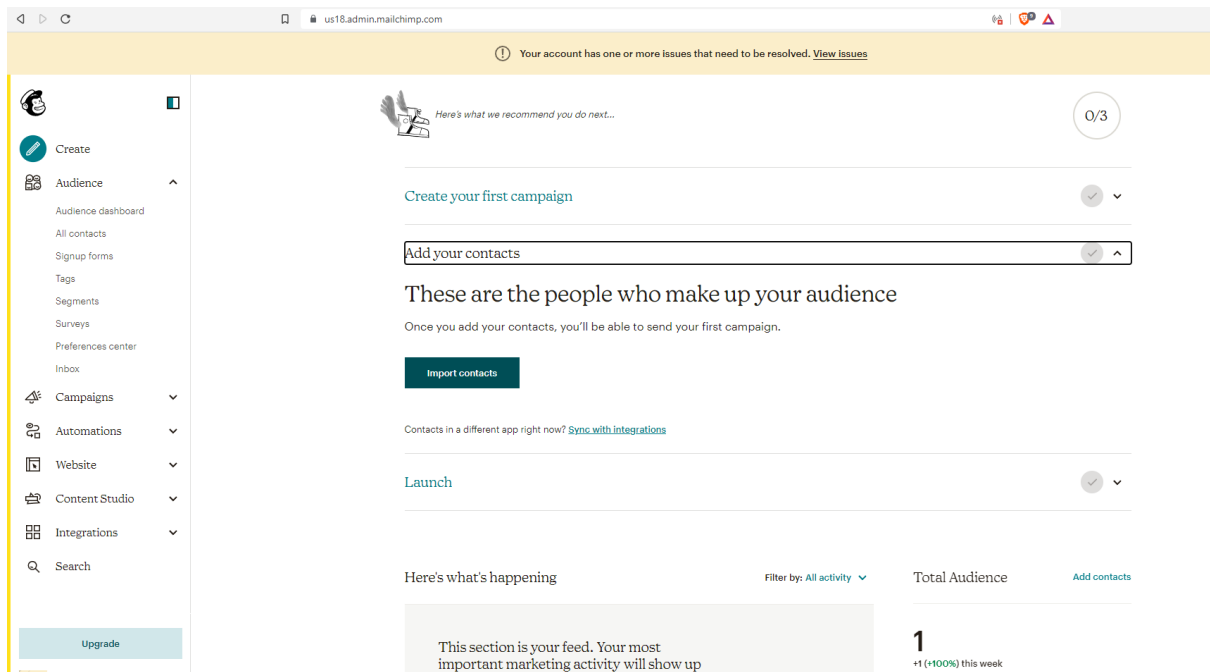 us18.admin.mailchimp.com
Your account has one or more issues that need to be resolved. View issues
Here's what we recommend you do next...
0/3
Create
Audience
Audience dashboard
All contacts
Signup forms
Tags
Segments
Surveys
Preferences center
Inbox
Campaigns
Automations
Website
Content Studio
Integrations
Search
Upgrade
Create your first campaign
Add your contacts
These are the people who make up your audience
Once you add your contacts, you'll be able to send your first campaign.
Import contacts
Contacts in a different app right now? Sync with integrations
Launch
Here's what's happening
Filter by: All activity
This section is your feed. Your most
important marketing activity will show up
Total Audience
Add contacts
1
+1 (+100%) this week